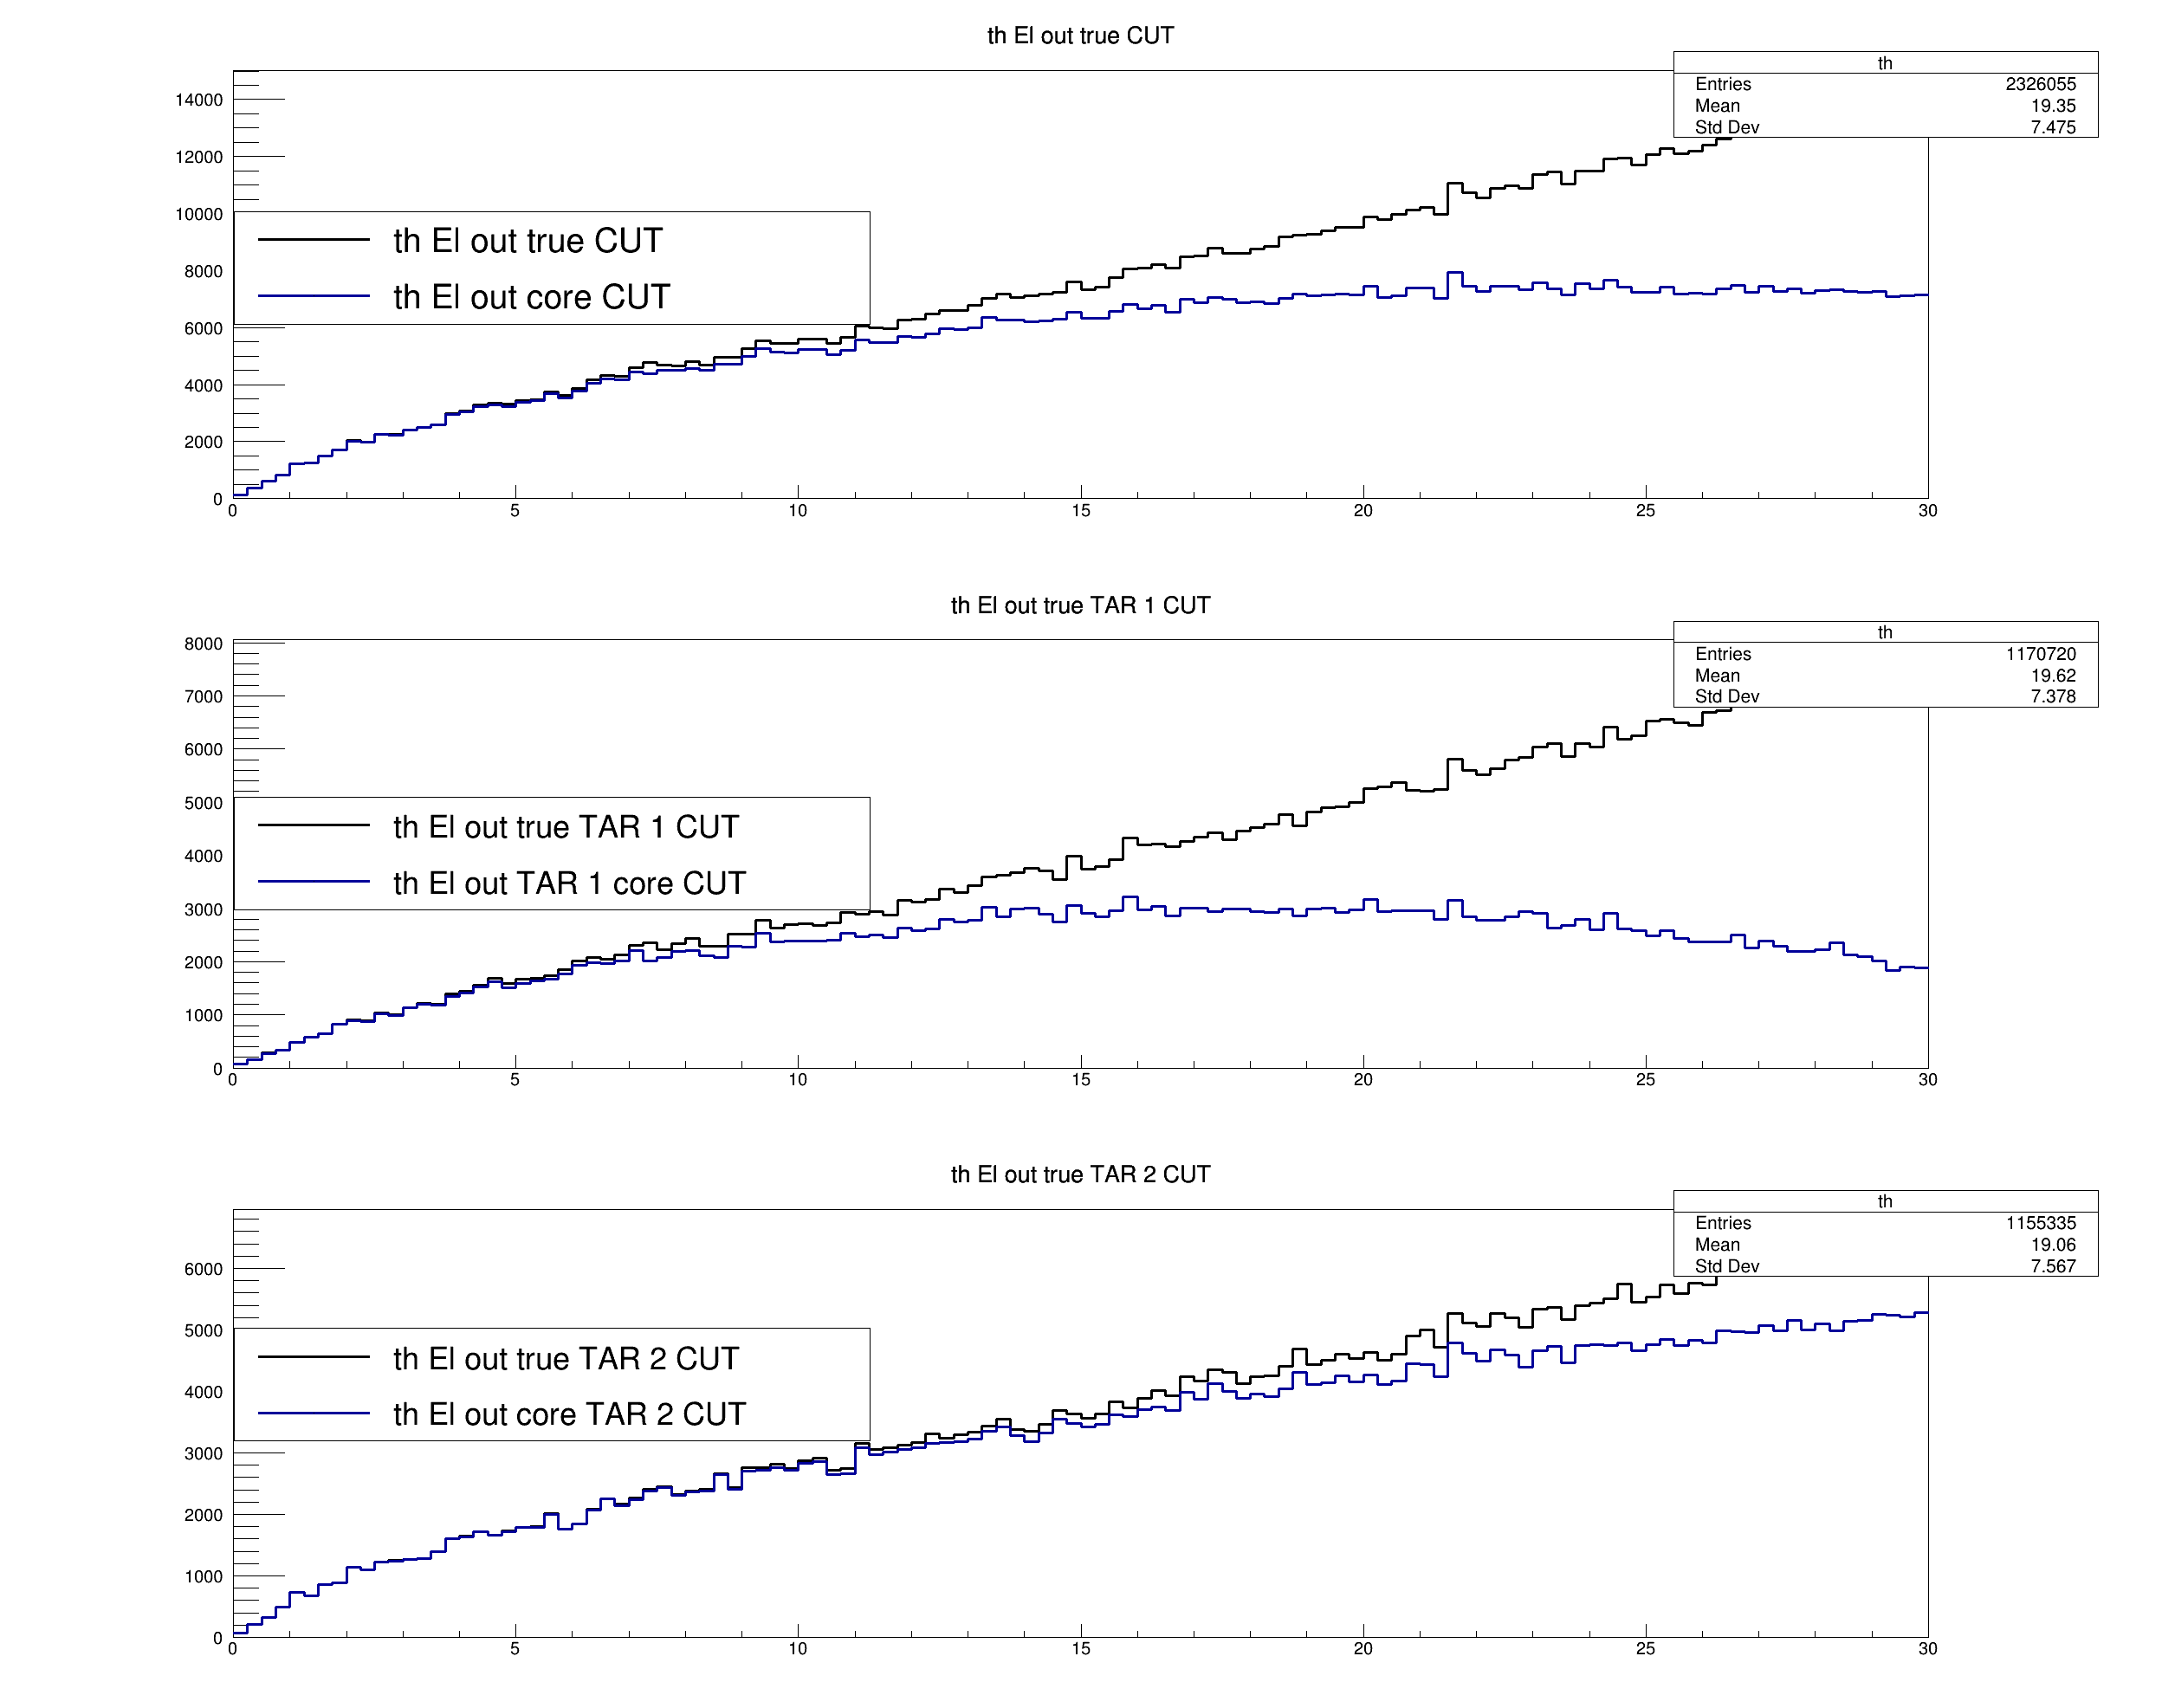 th El out true CUT
th
Entries 2326055
Mean 19.35
Std Dev 7.475
14000
12000
10000
8000
6000
4000
2000
0
th El out true CUT
th El out core CUT
0 5 10 15 20 25 30
th El out true TAR 1 CUT
th
Entries 1170720
Mean 19.62
Std Dev 7.378
8000
7000
6000
5000
4000
3000
2000
1000
0
th El out true TAR 1 CUT
th El out TAR 1 core CUT
0 5 10 15 20 25 30
th El out true TAR 2 CUT
th
Entries 1155335
Mean 19.06
Std Dev 7.567
6000
5000
4000
3000
2000
1000
0
th El out true TAR 2 CUT
th El out core TAR 2 CUT
0 5 10 15 20 25 30